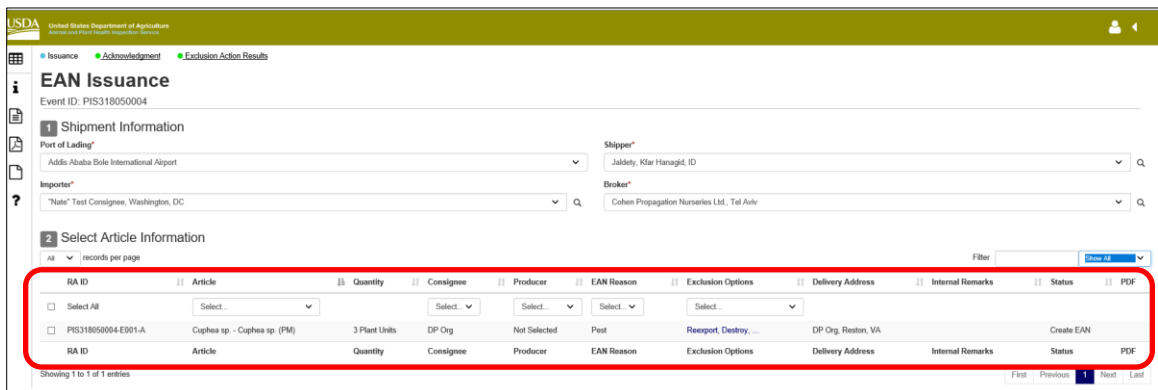 USDA United States Department of Agriculture
Animal and Plant Health Inspection Service
Issuance Acknowledgment Exclusion Action Results
EAN Issuance
Event ID: PIS318050004
1 Shipment Information
Port of Lading* Shipper*
Addis Ababa Bole International Airport Jaldety, Kfar Hanagid, ID
Importer* Broker*
"Nate" Test Consignee, Washington, DC Cohen Propagation Nurseries Ltd., Tel Aviv
2 Select Article Information
All records per page Filter Show All
RA ID Article Quantity Consignee Producer EAN Reason Exclusion Options Delivery Address Internal Remarks Status PDF
Select All Select... Select... Select... Select... Select...
PIS318050004-E001-A Cuphea sp. - Cuphea sp. (PM) 3 Plant Units DP Org Not Selected Pest Reexport, Destroy, ... DP Org, Reston, VA Create EAN
RA ID Article Quantity Consignee Producer EAN Reason Exclusion Options Delivery Address Internal Remarks Status PDF
Showing 1 to 1 of 1 entries First Previous 1 Next Last